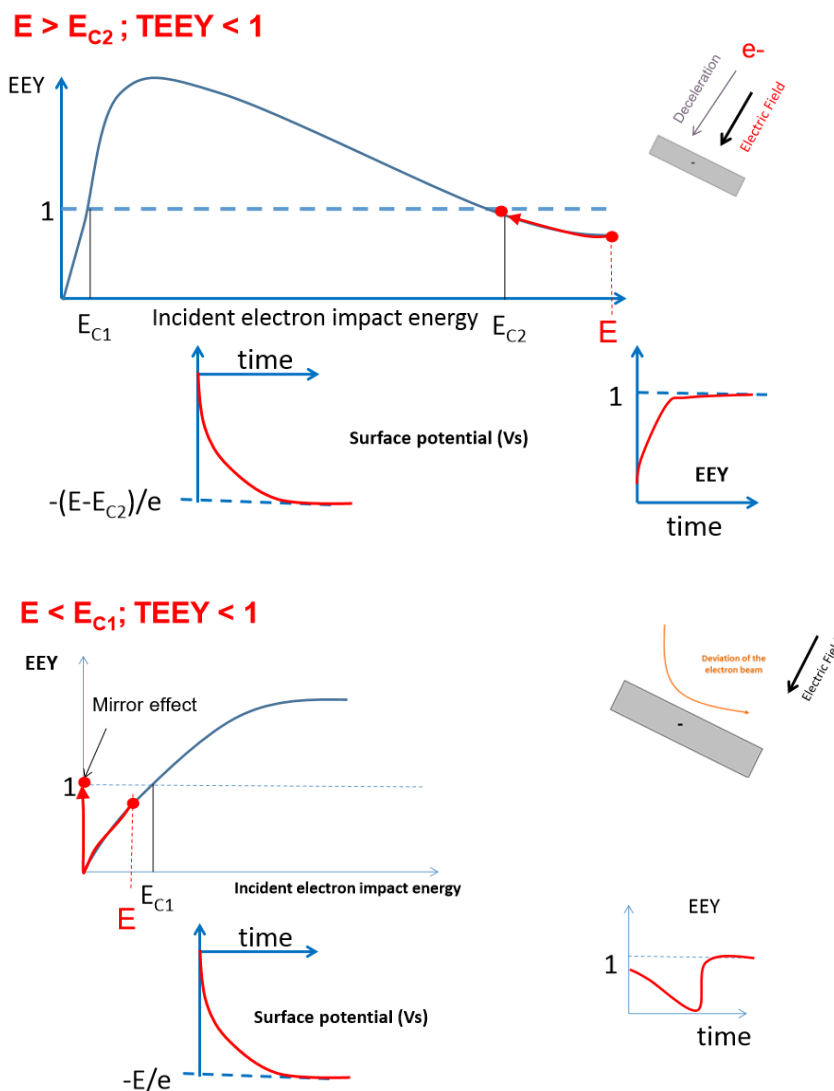 E > EC2 ; TEEY < 1
EEY
1
EC1
Incident electron impact energy
EC2
E
e-
Deceleration
Electric Field
-
time
Surface potential (Vs)
-(E-EC2)/e
1
EEY
time
E < EC1; TEEY < 1
EEY
Mirror effect
1
E
EC1
Incident electron impact energy
Deviation of the
electron beam
Electric Field
-
time
Surface potential (Vs)
-E/e
EEY
1
time